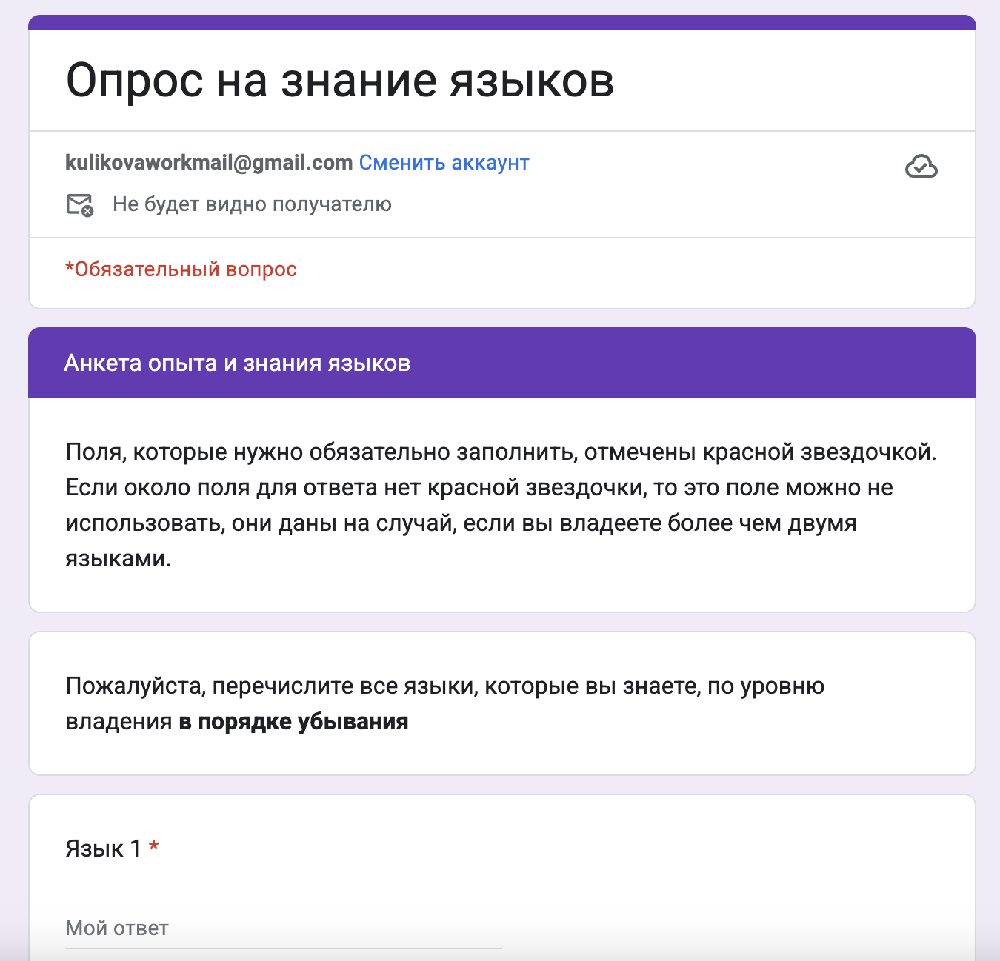 Опрос на знание языков
kulikovaworkmail@gmail.com Сменить аккаунт
Не будет видно получателю
*Обязательный вопрос
Анкета опыта и знания языков
Поля, которые нужно обязательно заполнить, отмечены красной звездочкой.
Если около поля для ответа нет красной звездочки, то это поле можно не
использовать, они даны на случай, если вы владеете более чем двумя
языками.
Пожалуйста, перечислите все языки, которые вы знаете, по уровню
владения в порядке убывания
Язык 1 *
Мой ответ